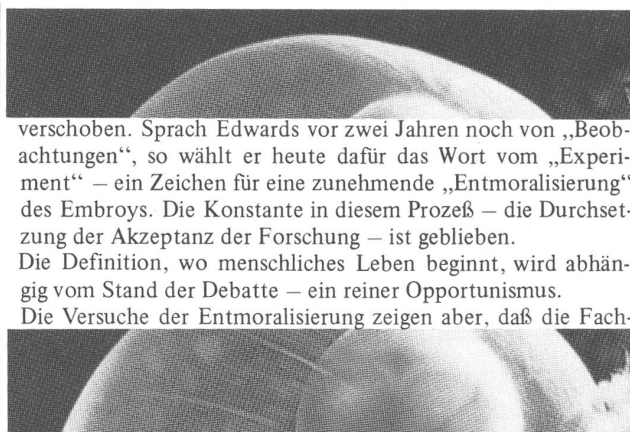 verschoben. Sprach Edwards vor zwei Jahren noch von „Beob-
achtungen“, so wählt er heute dafür das Wort vom „Experi-
ment“ – ein Zeichen für eine zunehmende „Entmoralisierung“
des Embroys. Die Konstante in diesem Prozeß – die Durchset-
zung der Akzeptanz der Forschung – ist geblieben.
Die Definition, wo menschliches Leben beginnt, wird abhän-
gig vom Stand der Debatte – ein reiner Opportunismus.
Die Versuche der Entmoralisierung zeigen aber, daß die Fach-